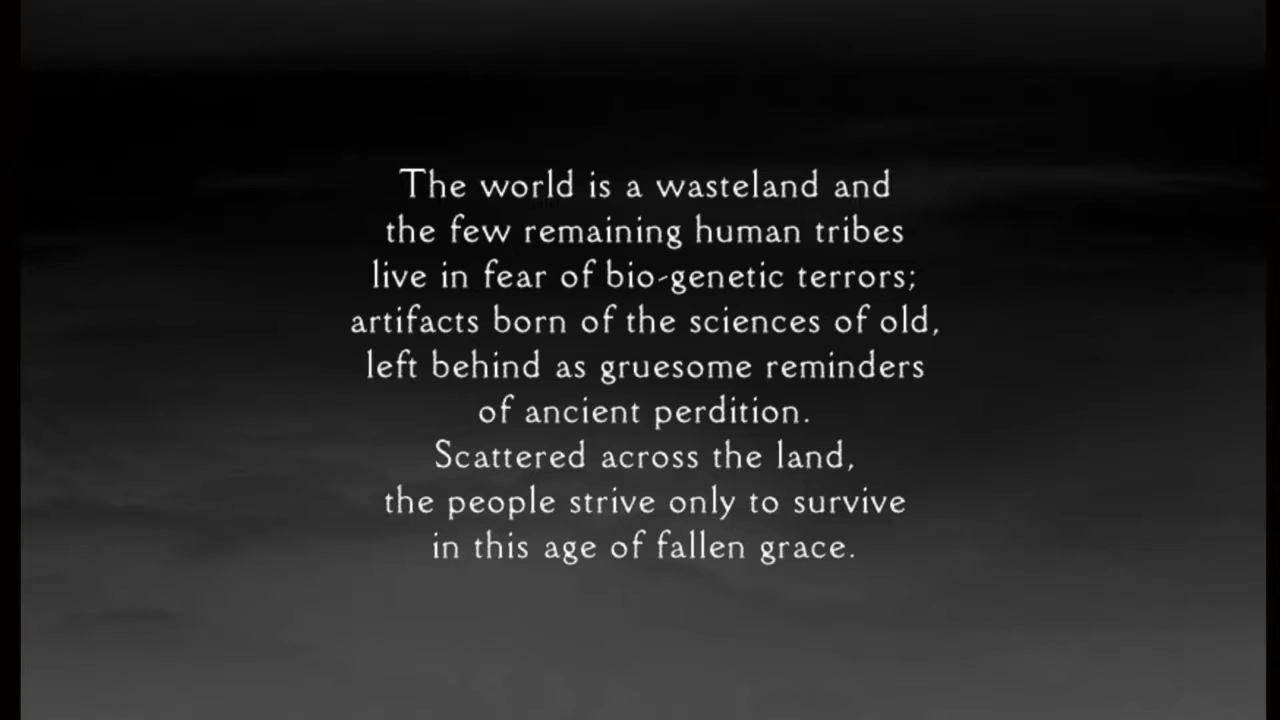 The world is a wasteland and
the few remaining human tribes
live in fear of bio-genetic terrors;
artifacts born of the sciences of old,
left behind as gruesome reminders
of ancient perdition.
Scattered across the land,
the people strive only to survive
in this age of fallen grace.